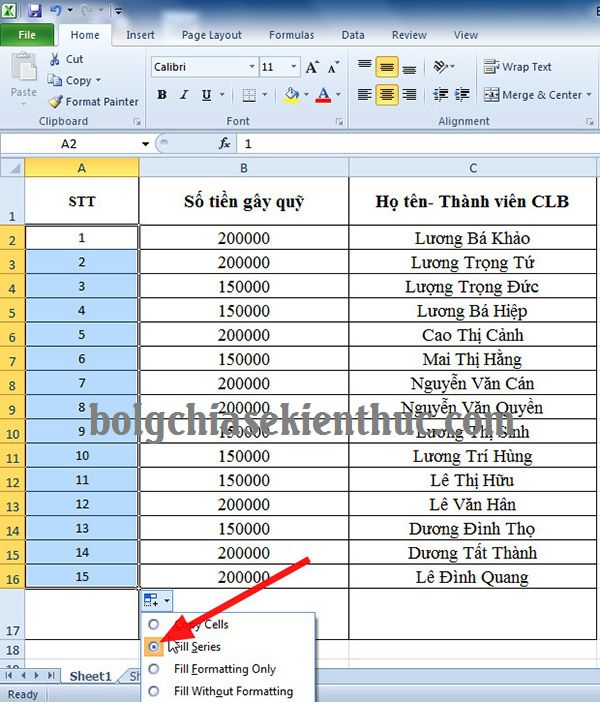 File Home Insert Page Layout Formulas Data Review View
Cut
Copy
Format Painter
Paste
Calibri 11 A A
B I U A
Wrap Text
Merge & Center
Clipboard Font Alignment
A2 fx 1
A B C
1 STT Số tiền gây quỹ Họ tên- Thành viên CLB
2 1 200000 Lương Bá Khảo
3 2 200000 Lương Trọng Tứ
4 3 150000 Lượng Trọng Đức
5 4 150000 Lương Bá Hiệp
6 5 200000 Cao Thị Cảnh
7 6 150000 Mai Thị Hằng
8 7 200000 Nguyễn Văn Cán
9 8 200000 Nguyễn Văn Quyền
bolgchiasekienthuc.com
10 9 150000 Lương Thị Sinh
11 10 150000 Lương Trí Hùng
12 11 150000 Lê Thị Hữu
13 12 200000 Lê Văn Hân
14 13 150000 Dương Đình Thọ
15 14 200000 Dương Tất Thành
16 15 200000 Lê Đình Quang
17
Copy Cells
Fill Series
18
Fill Formatting Only
Sheet1
Fill Without Formatting
Ready